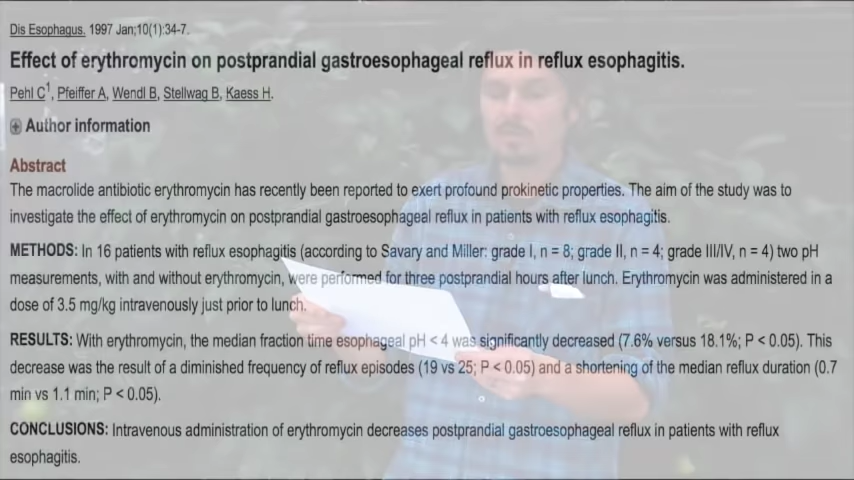 Dis Esophagus. 1997 Jan;10(1):34-7.
Effect of erythromycin on postprandial gastroesophageal reflux in reflux esophagitis.
Pehl C1, Pfeiffer A, Wendl B, Stellwag B, Kaess H.
Author information
Abstract
The macrolide antibiotic erythromycin has recently been reported to exert profound prokinetic properties. The aim of the study was to
investigate the effect of erythromycin on postprandial gastroesophageal reflux in patients with reflux esophagitis.
METHODS: In 16 patients with reflux esophagitis (according to Savary and Miller: grade I, n = 8; grade II, n = 4; grade III/IV, n = 4) two pH
measurements, with and without erythromycin, were performed for three postprandial hours after lunch. Erythromycin was administered in a
dose of 3.5 mg/kg intravenously just prior to lunch.
RESULTS: With erythromycin, the median fraction time esophageal pH < 4 was significantly decreased (7.6% versus 18.1%; P < 0.05). This
decrease was the result of a diminished frequency of reflux episodes (19 vs 25; P < 0.05) and a shortening of the median reflux duration (0.7
min vs 1.1 min; P < 0.05).
CONCLUSIONS: Intravenous administration of erythromycin decreases postprandial gastroesophageal reflux in patients with reflux
esophagitis.